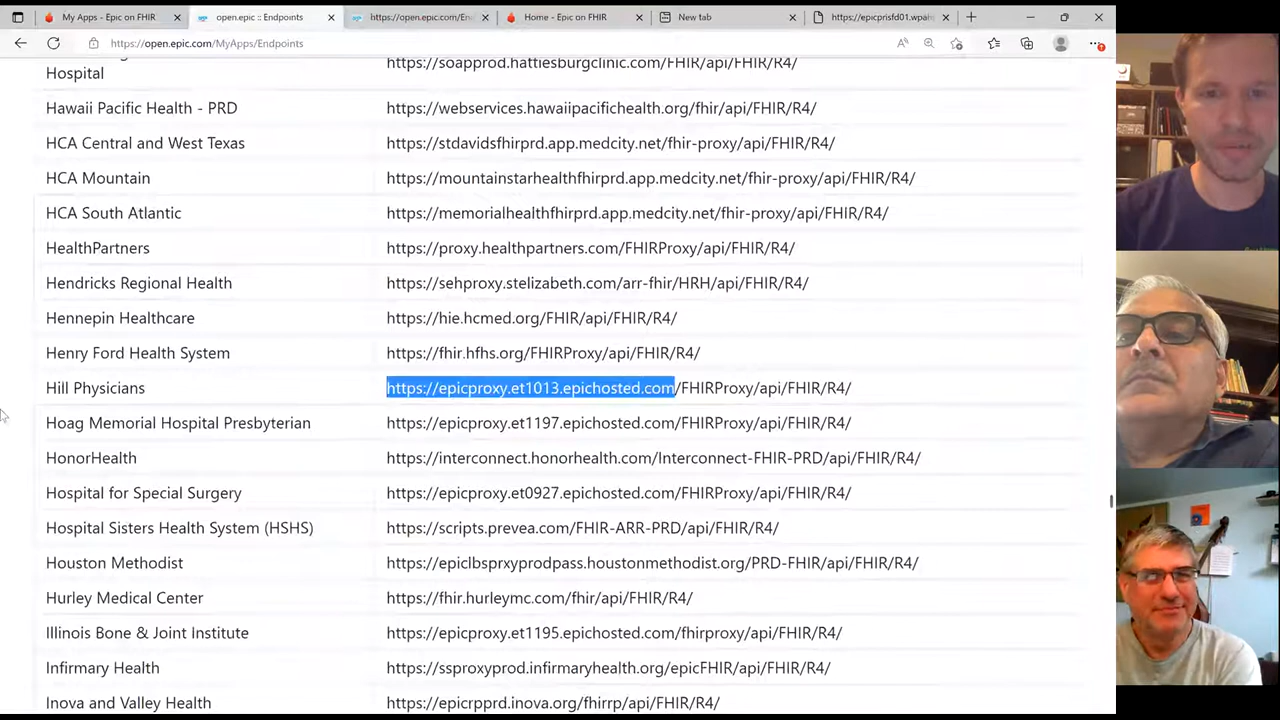 My Apps - Epic on FHIR
open.epic :: Endpoints
https://open.epic.com/En
Home - Epic on FHIR
New tab
https://epicprisfd01.wpah
https://open.epic.com/MyApps/Endpoints
Hospital https://soapprod.hattiesburgclinic.com/FHIR/api/FHIR/R4/
Hawaii Pacific Health - PRD https://webservices.hawaiipacifichealth.org/fhir/api/FHIR/R4/
HCA Central and West Texas https://stdavidsfhirprd.app.medcity.net/fhir-proxy/api/FHIR/R4/
HCA Mountain https://mountainstarhealthfhirprd.app.medcity.net/fhir-proxy/api/FHIR/R4/
HCA South Atlantic https://memorialhealthfhirprd.app.medcity.net/fhir-proxy/api/FHIR/R4/
HealthPartners https://proxy.healthpartners.com/FHIRProxy/api/FHIR/R4/
Hendricks Regional Health https://sehproxy.stelizabeth.com/arr-fhir/HRH/api/FHIR/R4/
Hennepin Healthcare https://hie.hcmed.org/FHIR/api/FHIR/R4/
Henry Ford Health System https://fhir.hfhs.org/FHIRProxy/api/FHIR/R4/
Hill Physicians https://epicproxy.et1013.epichosted.com/FHIRProxy/api/FHIR/R4/
Hoag Memorial Hospital Presbyterian https://epicproxy.et1197.epichosted.com/FHIRProxy/api/FHIR/R4/
HonorHealth https://interconnect.honorhealth.com/Interconnect-FHIR-PRD/api/FHIR/R4/
Hospital for Special Surgery https://epicproxy.et0927.epichosted.com/FHIRProxy/api/FHIR/R4/
Hospital Sisters Health System (HSHS) https://scripts.prevea.com/FHIR-ARR-PRD/api/FHIR/R4/
Houston Methodist https://epiclbsprxyprodpass.houstonmethodist.org/PRD-FHIR/api/FHIR/R4/
Hurley Medical Center https://fhir.hurleymc.com/fhir/api/FHIR/R4/
Illinois Bone & Joint Institute https://epicproxy.et1195.epichosted.com/fhirproxy/api/FHIR/R4/
Infirmary Health https://ssproxyprod.infirmaryhealth.org/epicFHIR/api/FHIR/R4/
Inova and Valley Health https://epicrpprd.inova.org/fhirrp/api/FHIR/R4/